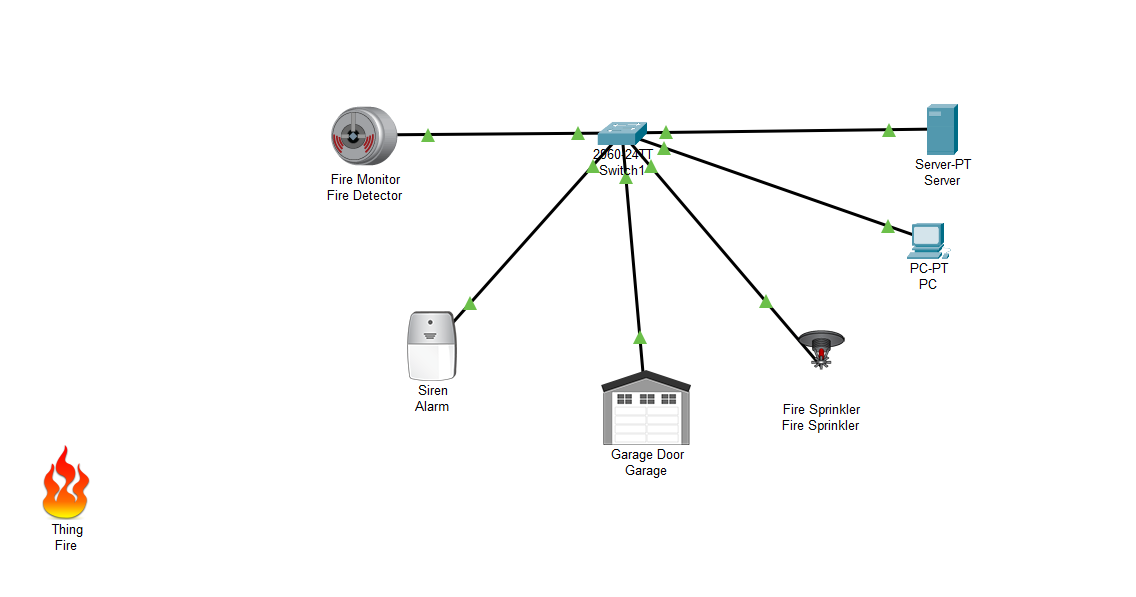 2960-24TT
Switch1
Server-PT
Server
Fire Monitor
Fire Detector
PC-PT
PC
Siren
Alarm
Fire Sprinkler
Fire Sprinkler
Garage Door
Garage
Thing
Fire